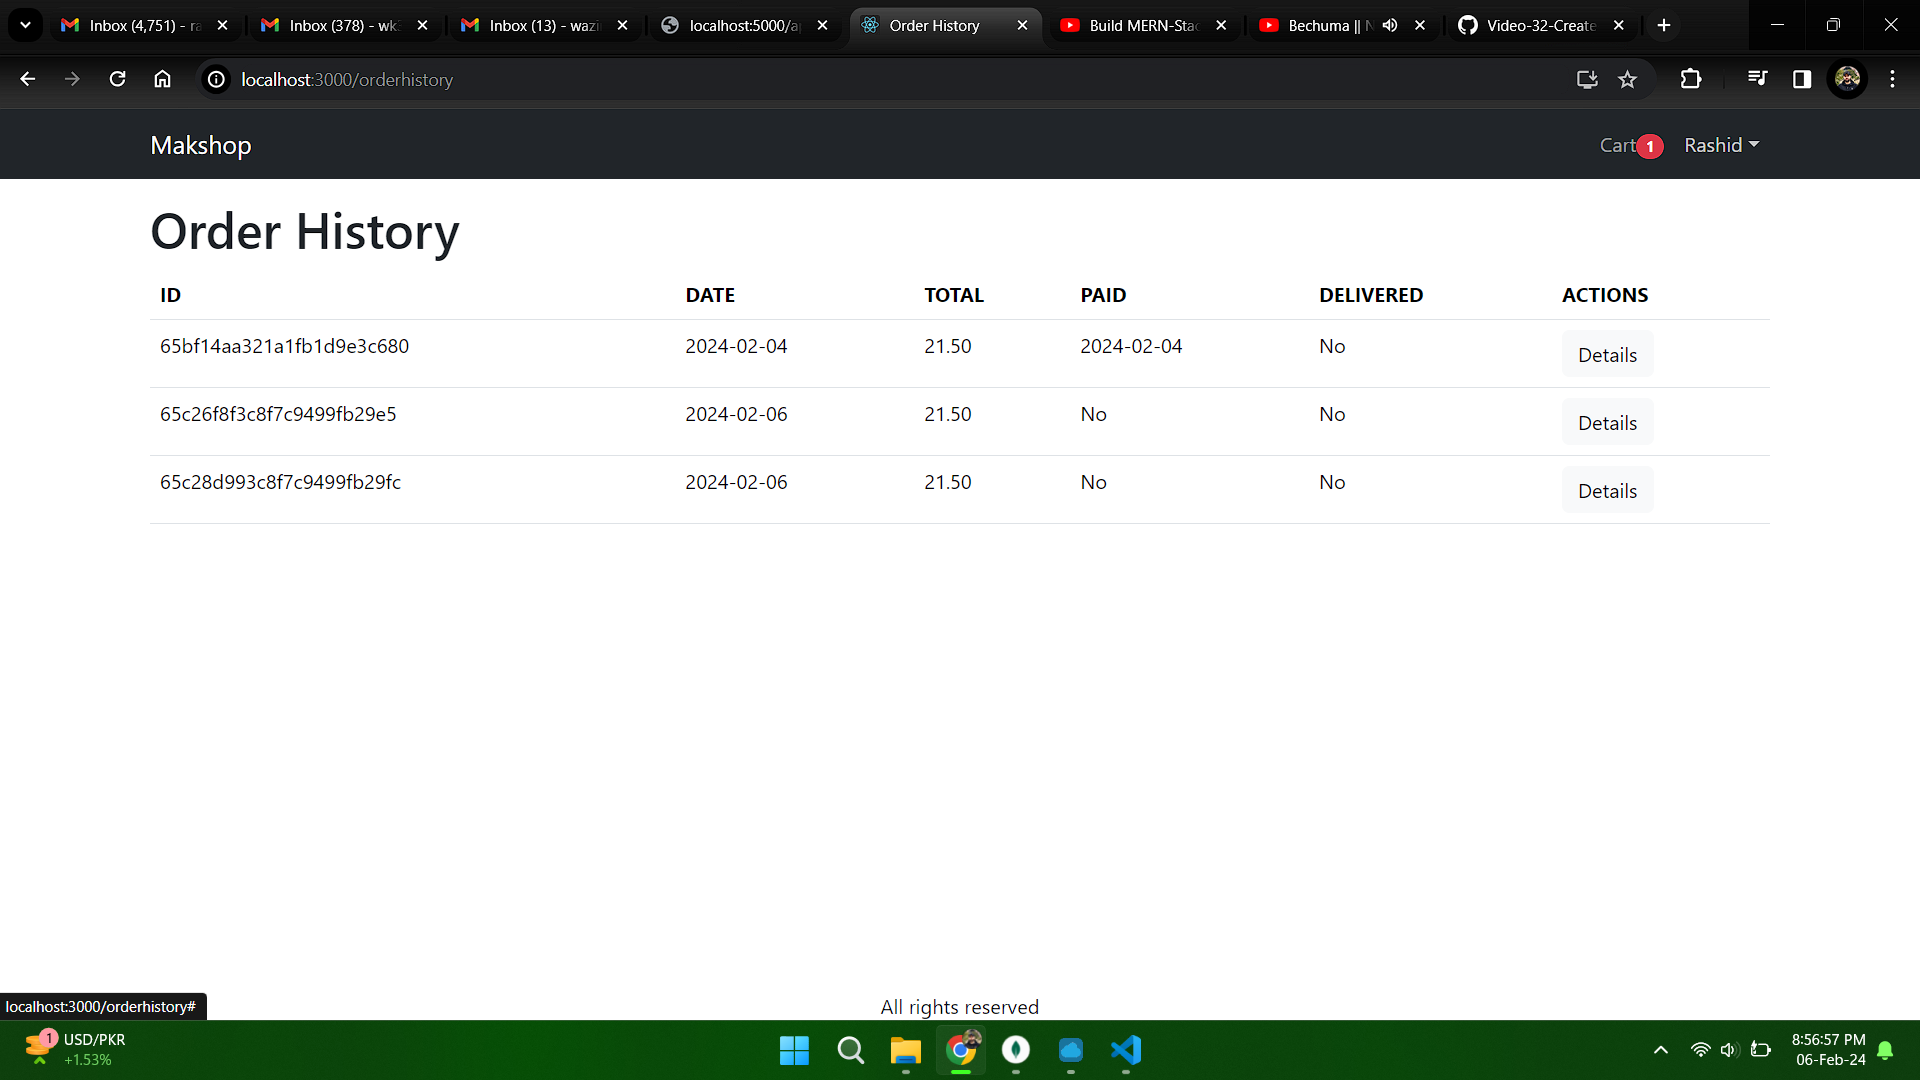 Inbox (4,751) - ra
Inbox (378) - wk
Inbox (13) - wazi
localhost:5000/a
Order History
Build MERN-Stac
Bechuma || N
Video-32-Create
localhost:3000/orderhistory
Makshop
Cart 1
Rashid
Order History
ID DATE TOTAL PAID DELIVERED ACTIONS
65bf14aa321a1fb1d9e3c680 2024-02-04 21.50 2024-02-04 No Details
65c26f8f3c8f7c9499fb29e5 2024-02-06 21.50 No No Details
65c28d993c8f7c9499fb29fc 2024-02-06 21.50 No No Details
All rights reserved
localhost:3000/orderhistory#
1
USD/PKR
+1.53%
8:56:57 PM
06-Feb-24